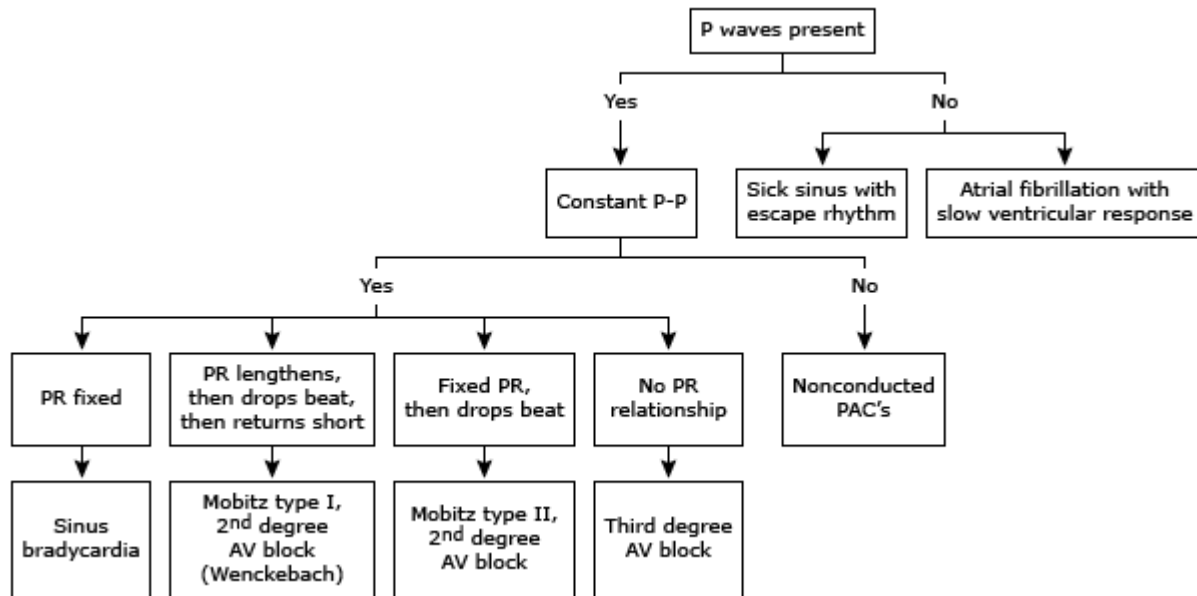 P waves present
Yes
No
Constant P-P
Sick sinus with
escape rhythm
Atrial fibrillation with
slow ventricular response
Yes
No
PR fixed
PR lengthens,
then drops beat,
then returns short
Fixed PR,
then drops beat
No PR
relationship
Nonconducted
PAC's
Sinus
bradycardia
Mobitz type I,
2nd degree
AV block
(Wenckebach)
Mobitz type II,
2nd degree
AV block
Third degree
AV block